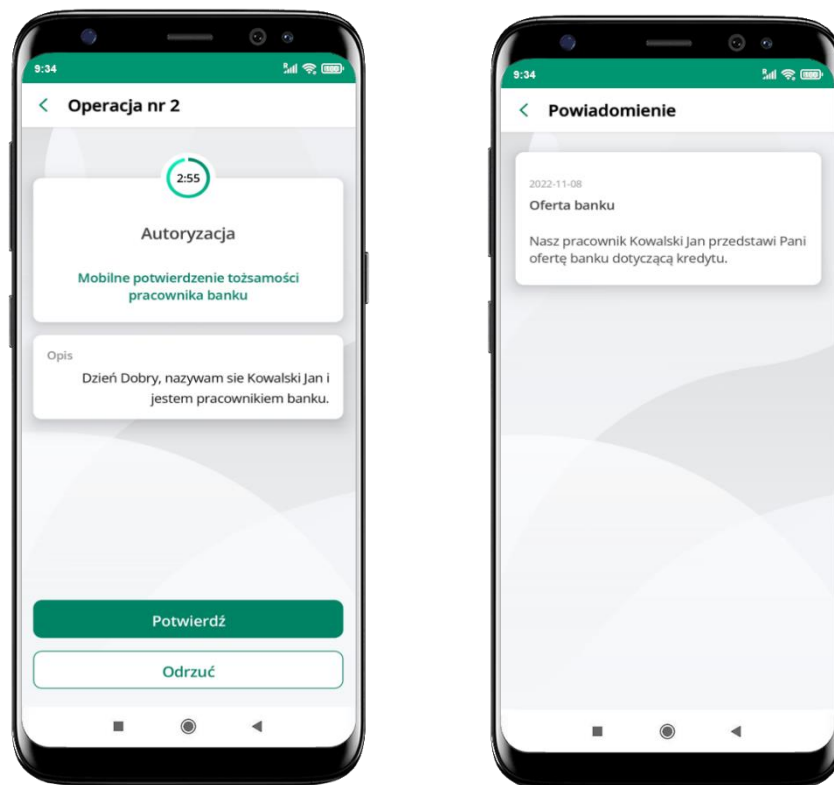 9:34
Operacja nr 2
2:55
Autoryzacja
Mobilne potwierdzenie tożsamości
pracownika banku
Opis
Dzień Dobry, nazywam sie Kowalski Jan i
jestem pracownikiem banku.
Potwierdź
Odrzuć
9:34
Powiadomienie
2022-11-08
Oferta banku
Nasz pracownik Kowalski Jan przedstawi Pani
ofertę banku dotyczącą kredytu.